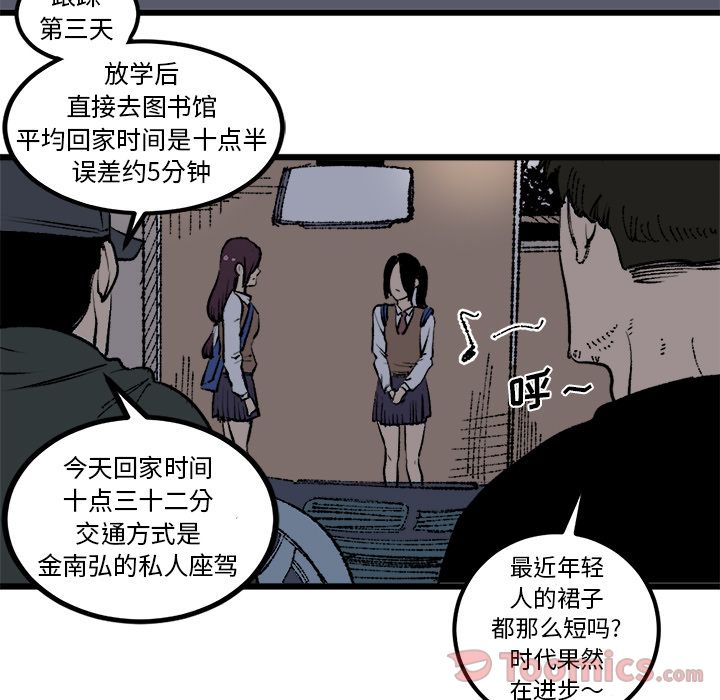 跟踪
第三天
放学后
直接去图书馆
平均回家时间是十点半
误差约5分钟
呼～
今天回家时间
十点三十二分
交通方式是
金南弘的私人座驾
最近年轻
人的裙子
都那么短吗?
时代果然
在进步~
Toomics.com